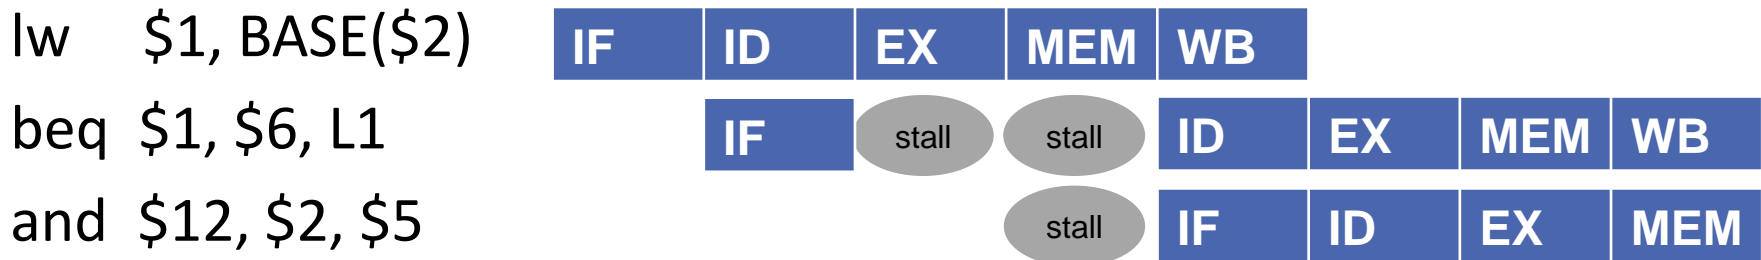 lw $1, BASE($2) IF ID EX MEM WB
beq $1, $6, L1 IF stall stall ID EX MEM WB
and $12, $2, $5 stall IF ID EX MEM